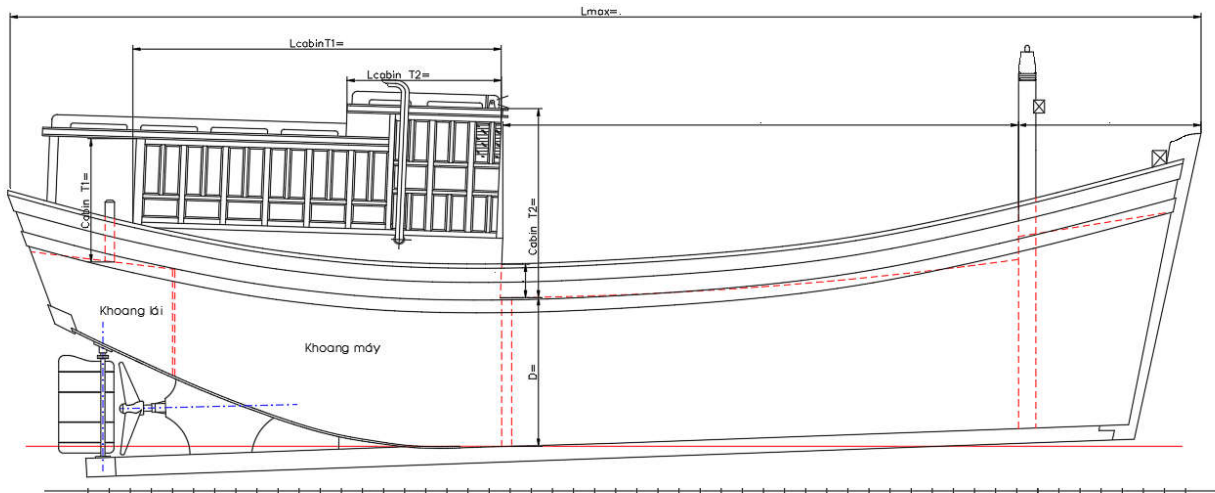 Lmax=.
LcabinT1=
Lcabin T2=
Cabin T1=
Cabin T2=
Khoang lái
Khoang máy
D=